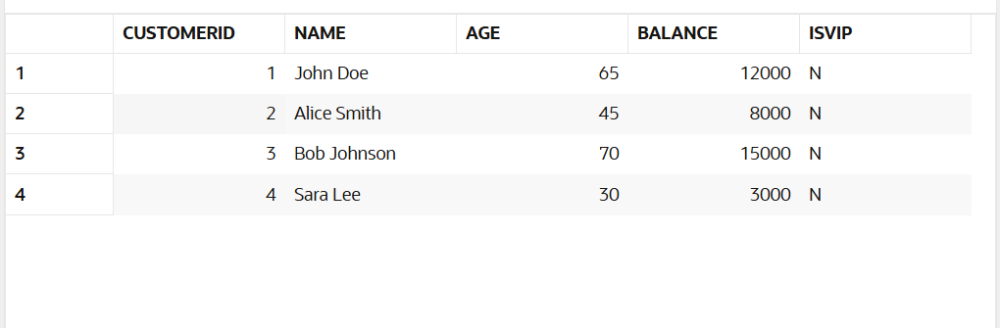 CUSTOMERID NAME AGE BALANCE ISVIP
1 1 John Doe 65 12000 N
2 2 Alice Smith 45 8000 N
3 3 Bob Johnson 70 15000 N
4 4 Sara Lee 30 3000 N